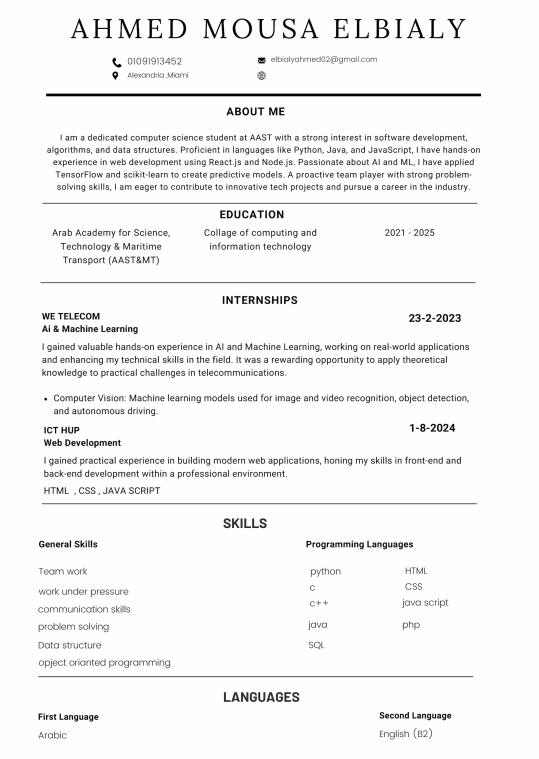 AHMED MOUSA ELBIALY
01091913452
elbialyahmed02@gmail.com
Alexandria ,Miami
ABOUT ME
I am a dedicated computer science student at AAST with a strong interest in software development,
algorithms, and data structures. Proficient in languages like Python, Java, and JavaScript, I have hands-on
experience in web development using React.js and Node.js. Passionate about AI and ML, I have applied
TensorFlow and scikit-learn to create predictive models. A proactive team player with strong problem-
solving skills, I am eager to contribute to innovative tech projects and pursue a career in the industry.
EDUCATION
Arab Academy for Science,
Technology & Maritime
Transport (AAST&MT)
Collage of computing and
information technology
2021 - 2025
INTERNSHIPS
WE TELECOM
23-2-2023
Ai & Machine Learning
I gained valuable hands-on experience in AI and Machine Learning, working on real-world applications
and enhancing my technical skills in the field. It was a rewarding opportunity to apply theoretical
knowledge to practical challenges in telecommunications.
• Computer Vision: Machine learning models used for image and video recognition, object detection,
and autonomous driving.
ICT HUP
1-8-2024
Web Development
I gained practical experience in building modern web applications, honing my skills in front-end and
back-end development within a professional environment.
HTML , CSS , JAVA SCRIPT
SKILLS
General Skills
Team work
work under pressure
communication skills
problem solving
Data structure
opject orianted programming
Programming Languages
python
c
c++
java
SQL
HTML
CSS
java script
php
LANGUAGES
First Language
Arabic
Second Language
English (B2)